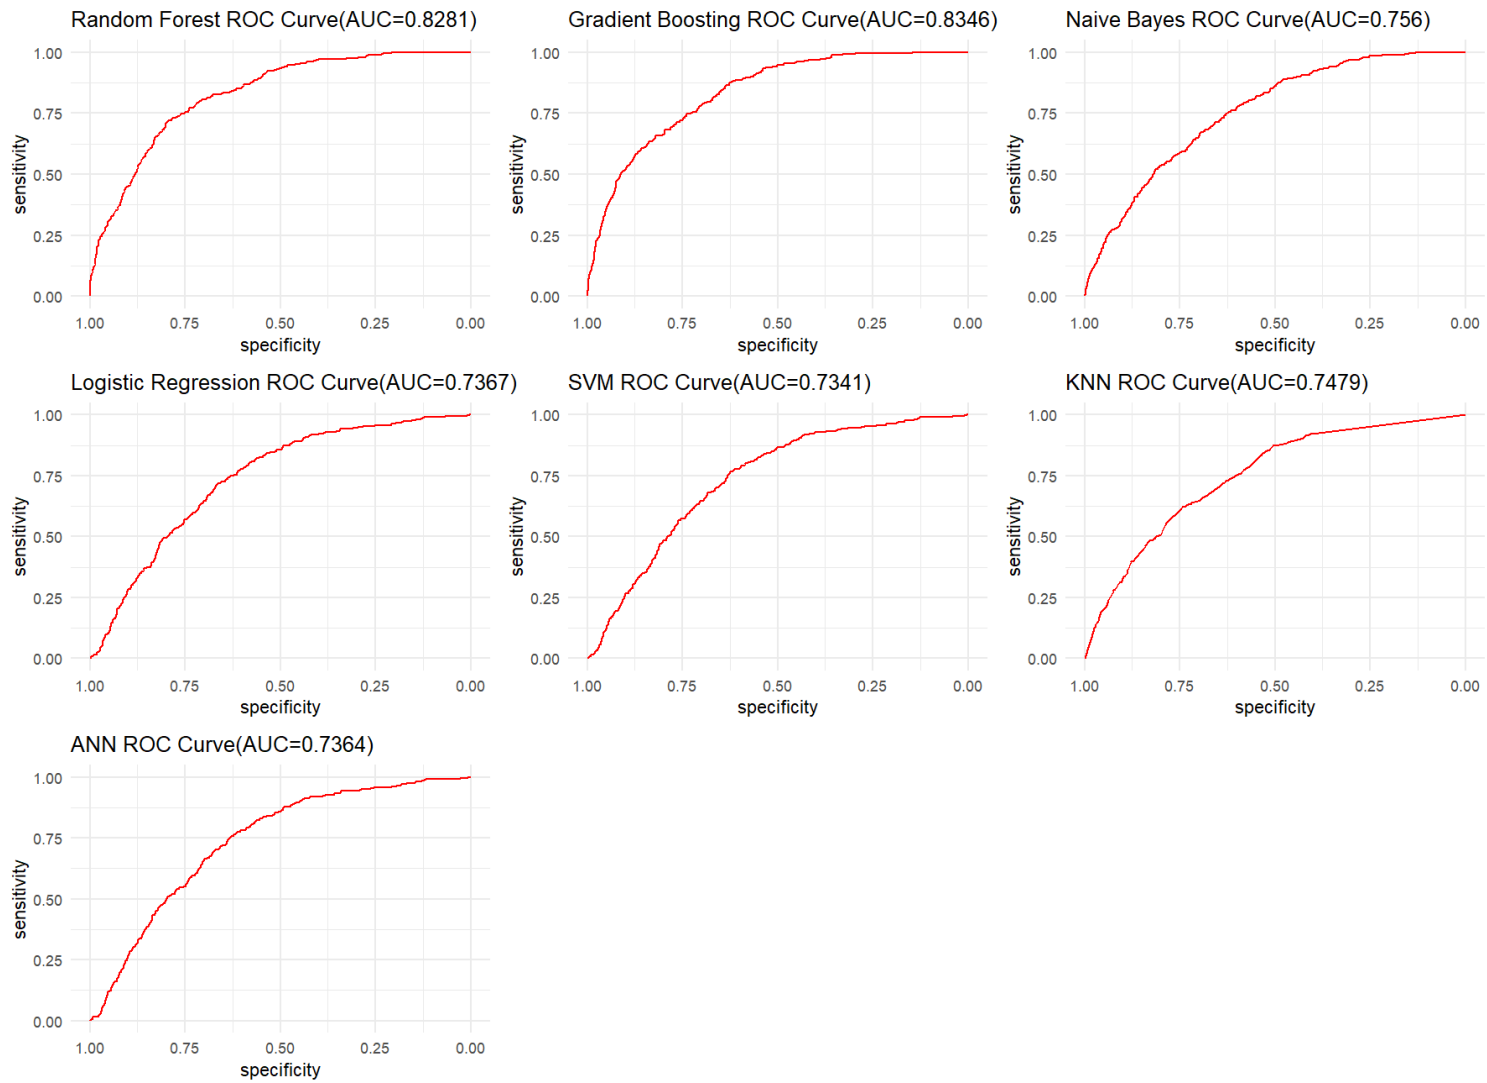 Random Forest ROC Curve(AUC=0.8281)
1.00
0.75
0.50
0.25
0.00
sensitivity
1.00 0.75 0.50 0.25 0.00
specificity
Gradient Boosting ROC Curve(AUC=0.8346)
1.00
0.75
0.50
0.25
0.00
sensitivity
1.00 0.75 0.50 0.25 0.00
specificity
Naive Bayes ROC Curve(AUC=0.756)
1.00
0.75
0.50
0.25
0.00
sensitivity
1.00 0.75 0.50 0.25 0.00
specificity
Logistic Regression ROC Curve(AUC=0.7367)
1.00
0.75
0.50
0.25
0.00
sensitivity
1.00 0.75 0.50 0.25 0.00
specificity
SVM ROC Curve(AUC=0.7341)
1.00
0.75
0.50
0.25
0.00
sensitivity
1.00 0.75 0.50 0.25 0.00
specificity
KNN ROC Curve(AUC=0.7479)
1.00
0.75
0.50
0.25
0.00
sensitivity
1.00 0.75 0.50 0.25 0.00
specificity
ANN ROC Curve(AUC=0.7364)
1.00
0.75
0.50
0.25
0.00
sensitivity
1.00 0.75 0.50 0.25 0.00
specificity